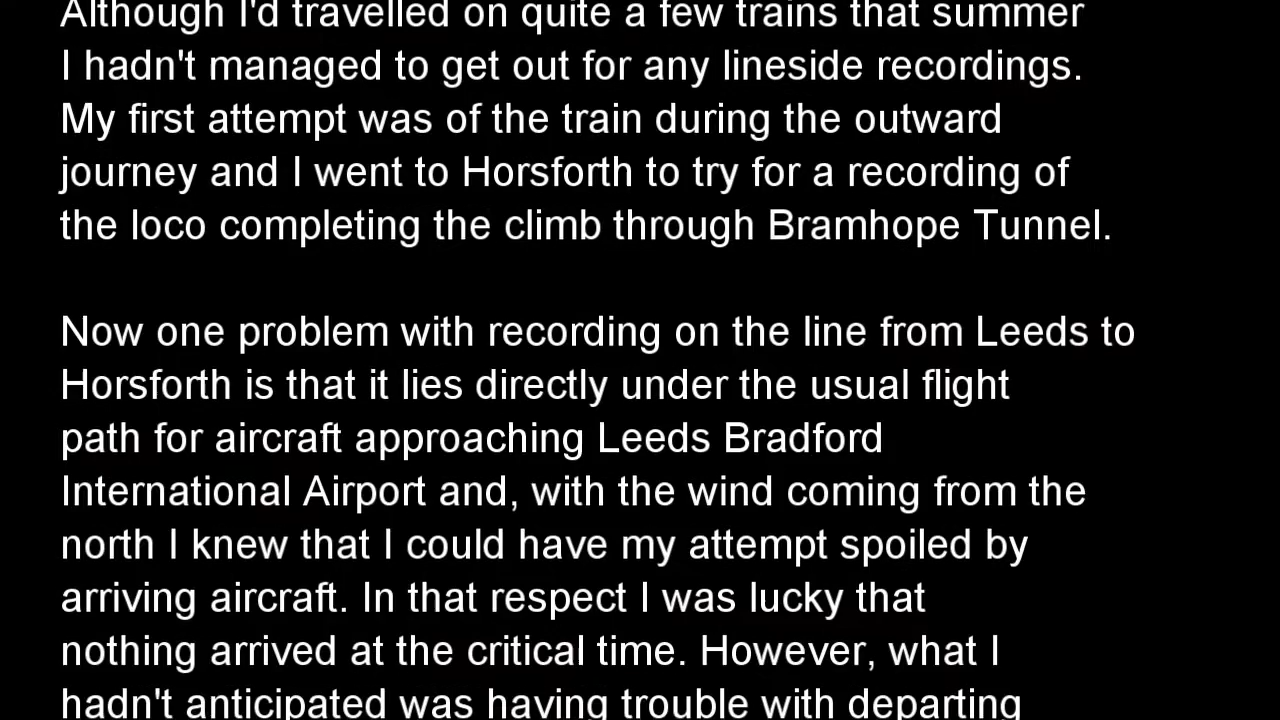 Although I'd travelled on quite a few trains that summer
I hadn't managed to get out for any lineside recordings.
My first attempt was of the train during the outward
journey and I went to Horsforth to try for a recording of
the loco completing the climb through Bramhope Tunnel.
Now one problem with recording on the line from Leeds to
Horsforth is that it lies directly under the usual flight
path for aircraft approaching Leeds Bradford
International Airport and, with the wind coming from the
north I knew that I could have my attempt spoiled by
arriving aircraft. In that respect I was lucky that
nothing arrived at the critical time. However, what I
hadn't anticipated was having trouble with departing